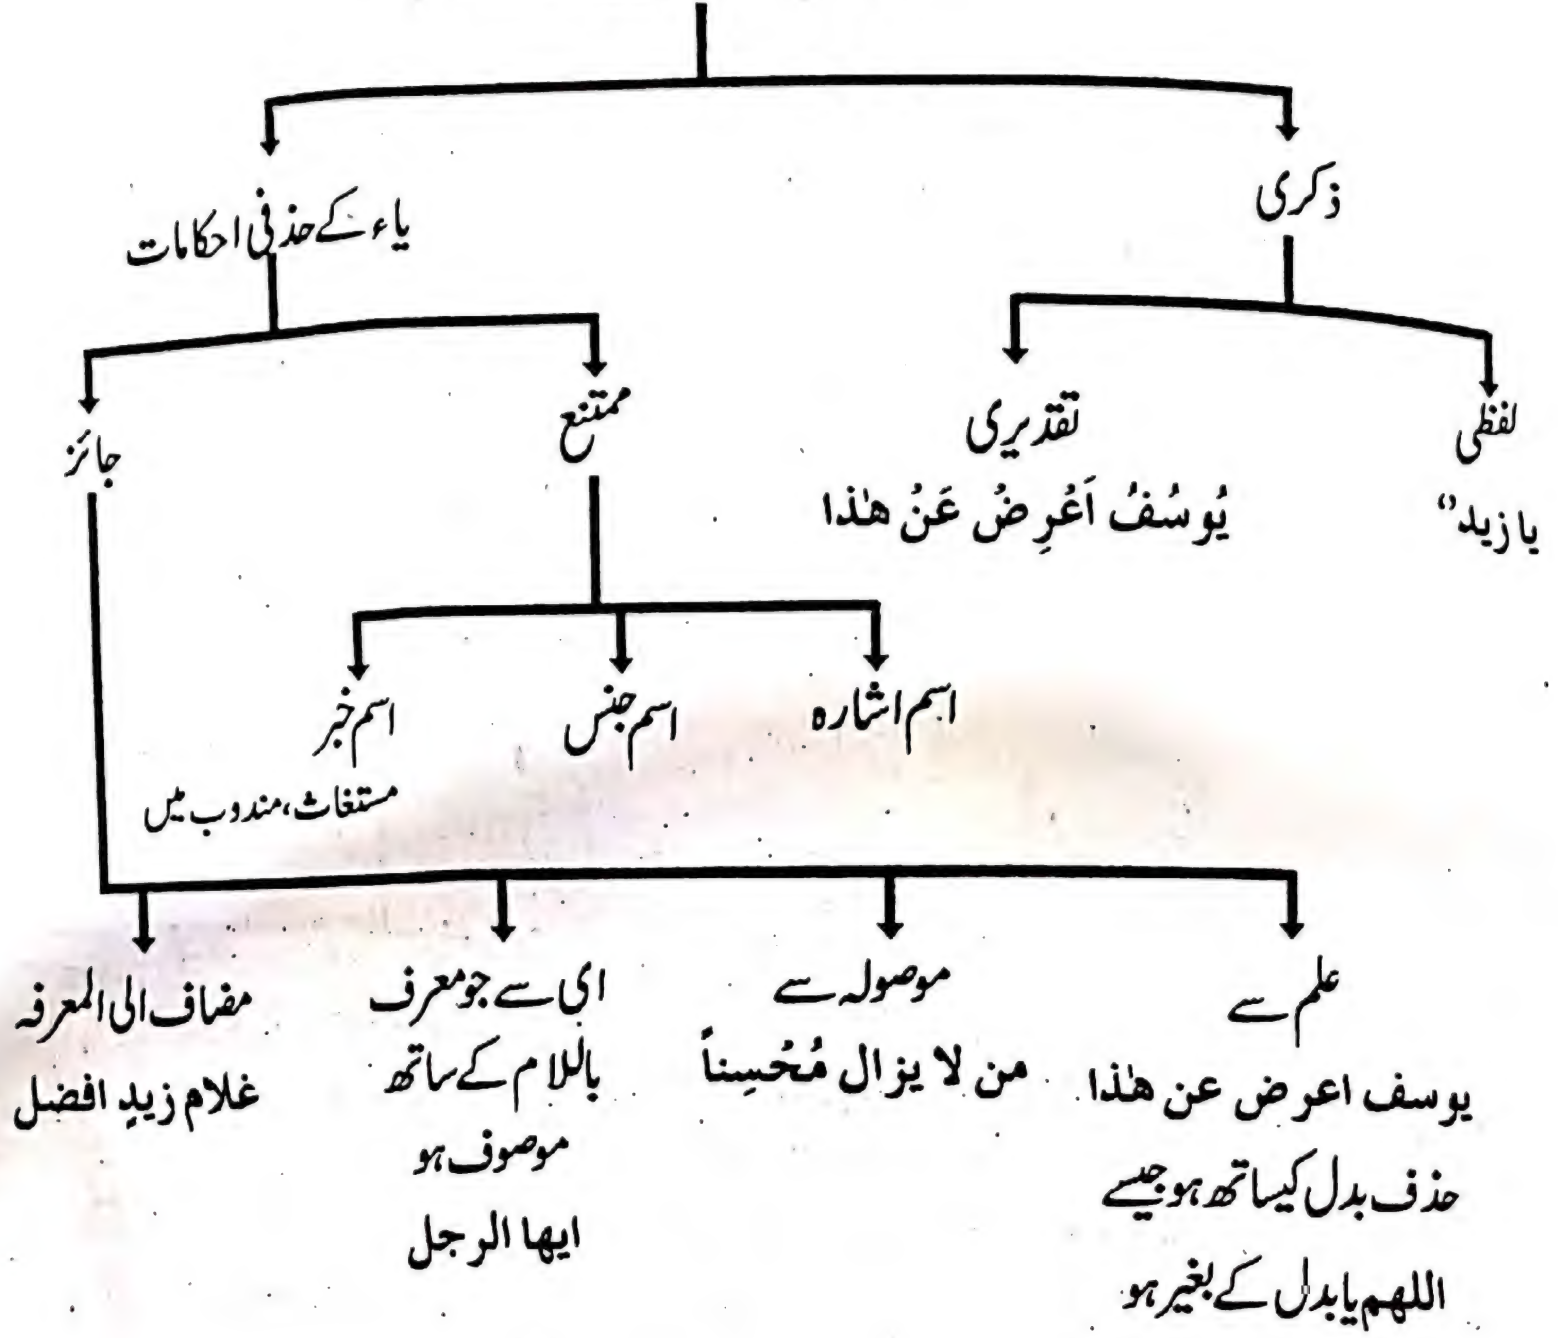 ذکری
یاء کے حذفی احکامات
لفظی
یا زید"
تقدیری
یُوسُفُ اَعْرِضُ عَنُ هٰذا
ممتنع
جائز
اسم اشارہ
اسم جنس
اسم خبر
مستغاث، مندوب میں
علم سے
یوسف اعرض عن هٰذا
حذف بدل کیساتھ ہو جیسے
اللهم یا بدل کے بغیر ہو
موصولہ سے
من لا یزال مُحُسِناً
ای سے جو معرف
باللام کے ساتھ
موصوف ہو
ایها الرجل
مضاف الی المعرفہ
غلام زیدٍ افضل